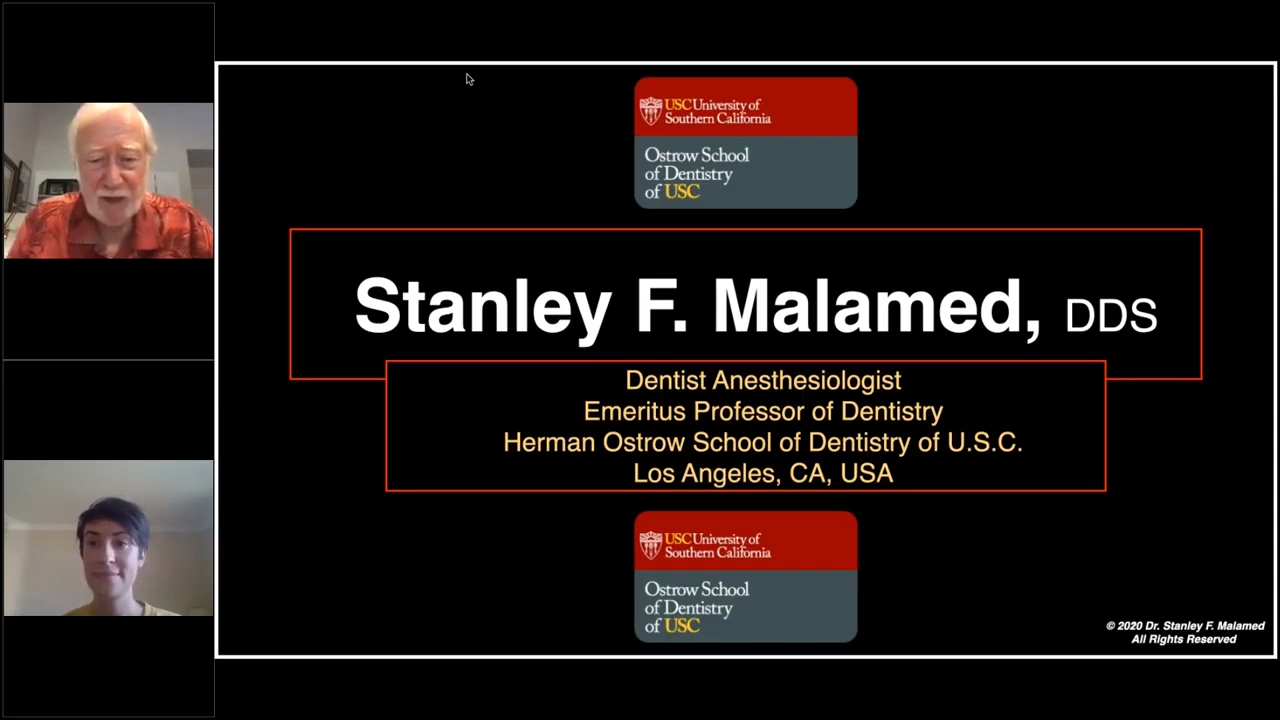 USC University of
Southern California
Ostrow School
of Dentistry
of USC
Stanley F. Malamed, DDS
Dentist Anesthesiologist
Emeritus Professor of Dentistry
Herman Ostrow School of Dentistry of U.S.C.
Los Angeles, CA, USA
USC University of
Southern California
Ostrow School
of Dentistry
of USC
© 2020 Dr. Stanley F. Malamed
All Rights Reserved